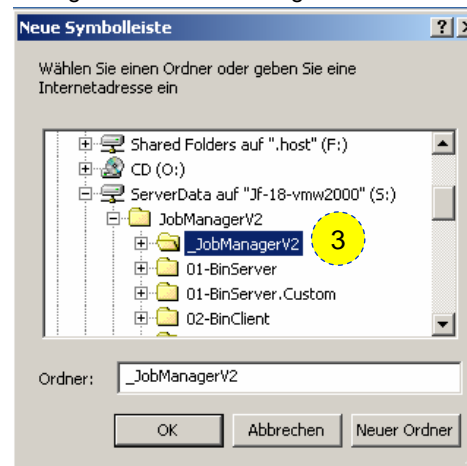 Neue Symbolleiste
Wählen Sie einen Ordner oder geben Sie eine
Internetadresse ein
Shared Folders auf ".host" (F:)
CD (O:)
ServerData auf "Jf-18-vmw2000" (S:)
JobManagerV2
_JobManagerV2 3
01-BinServer
01-BinServer.Custom
02-BinClient
Ordner: _JobManagerV2
OK Abbrechen Neuer Ordner